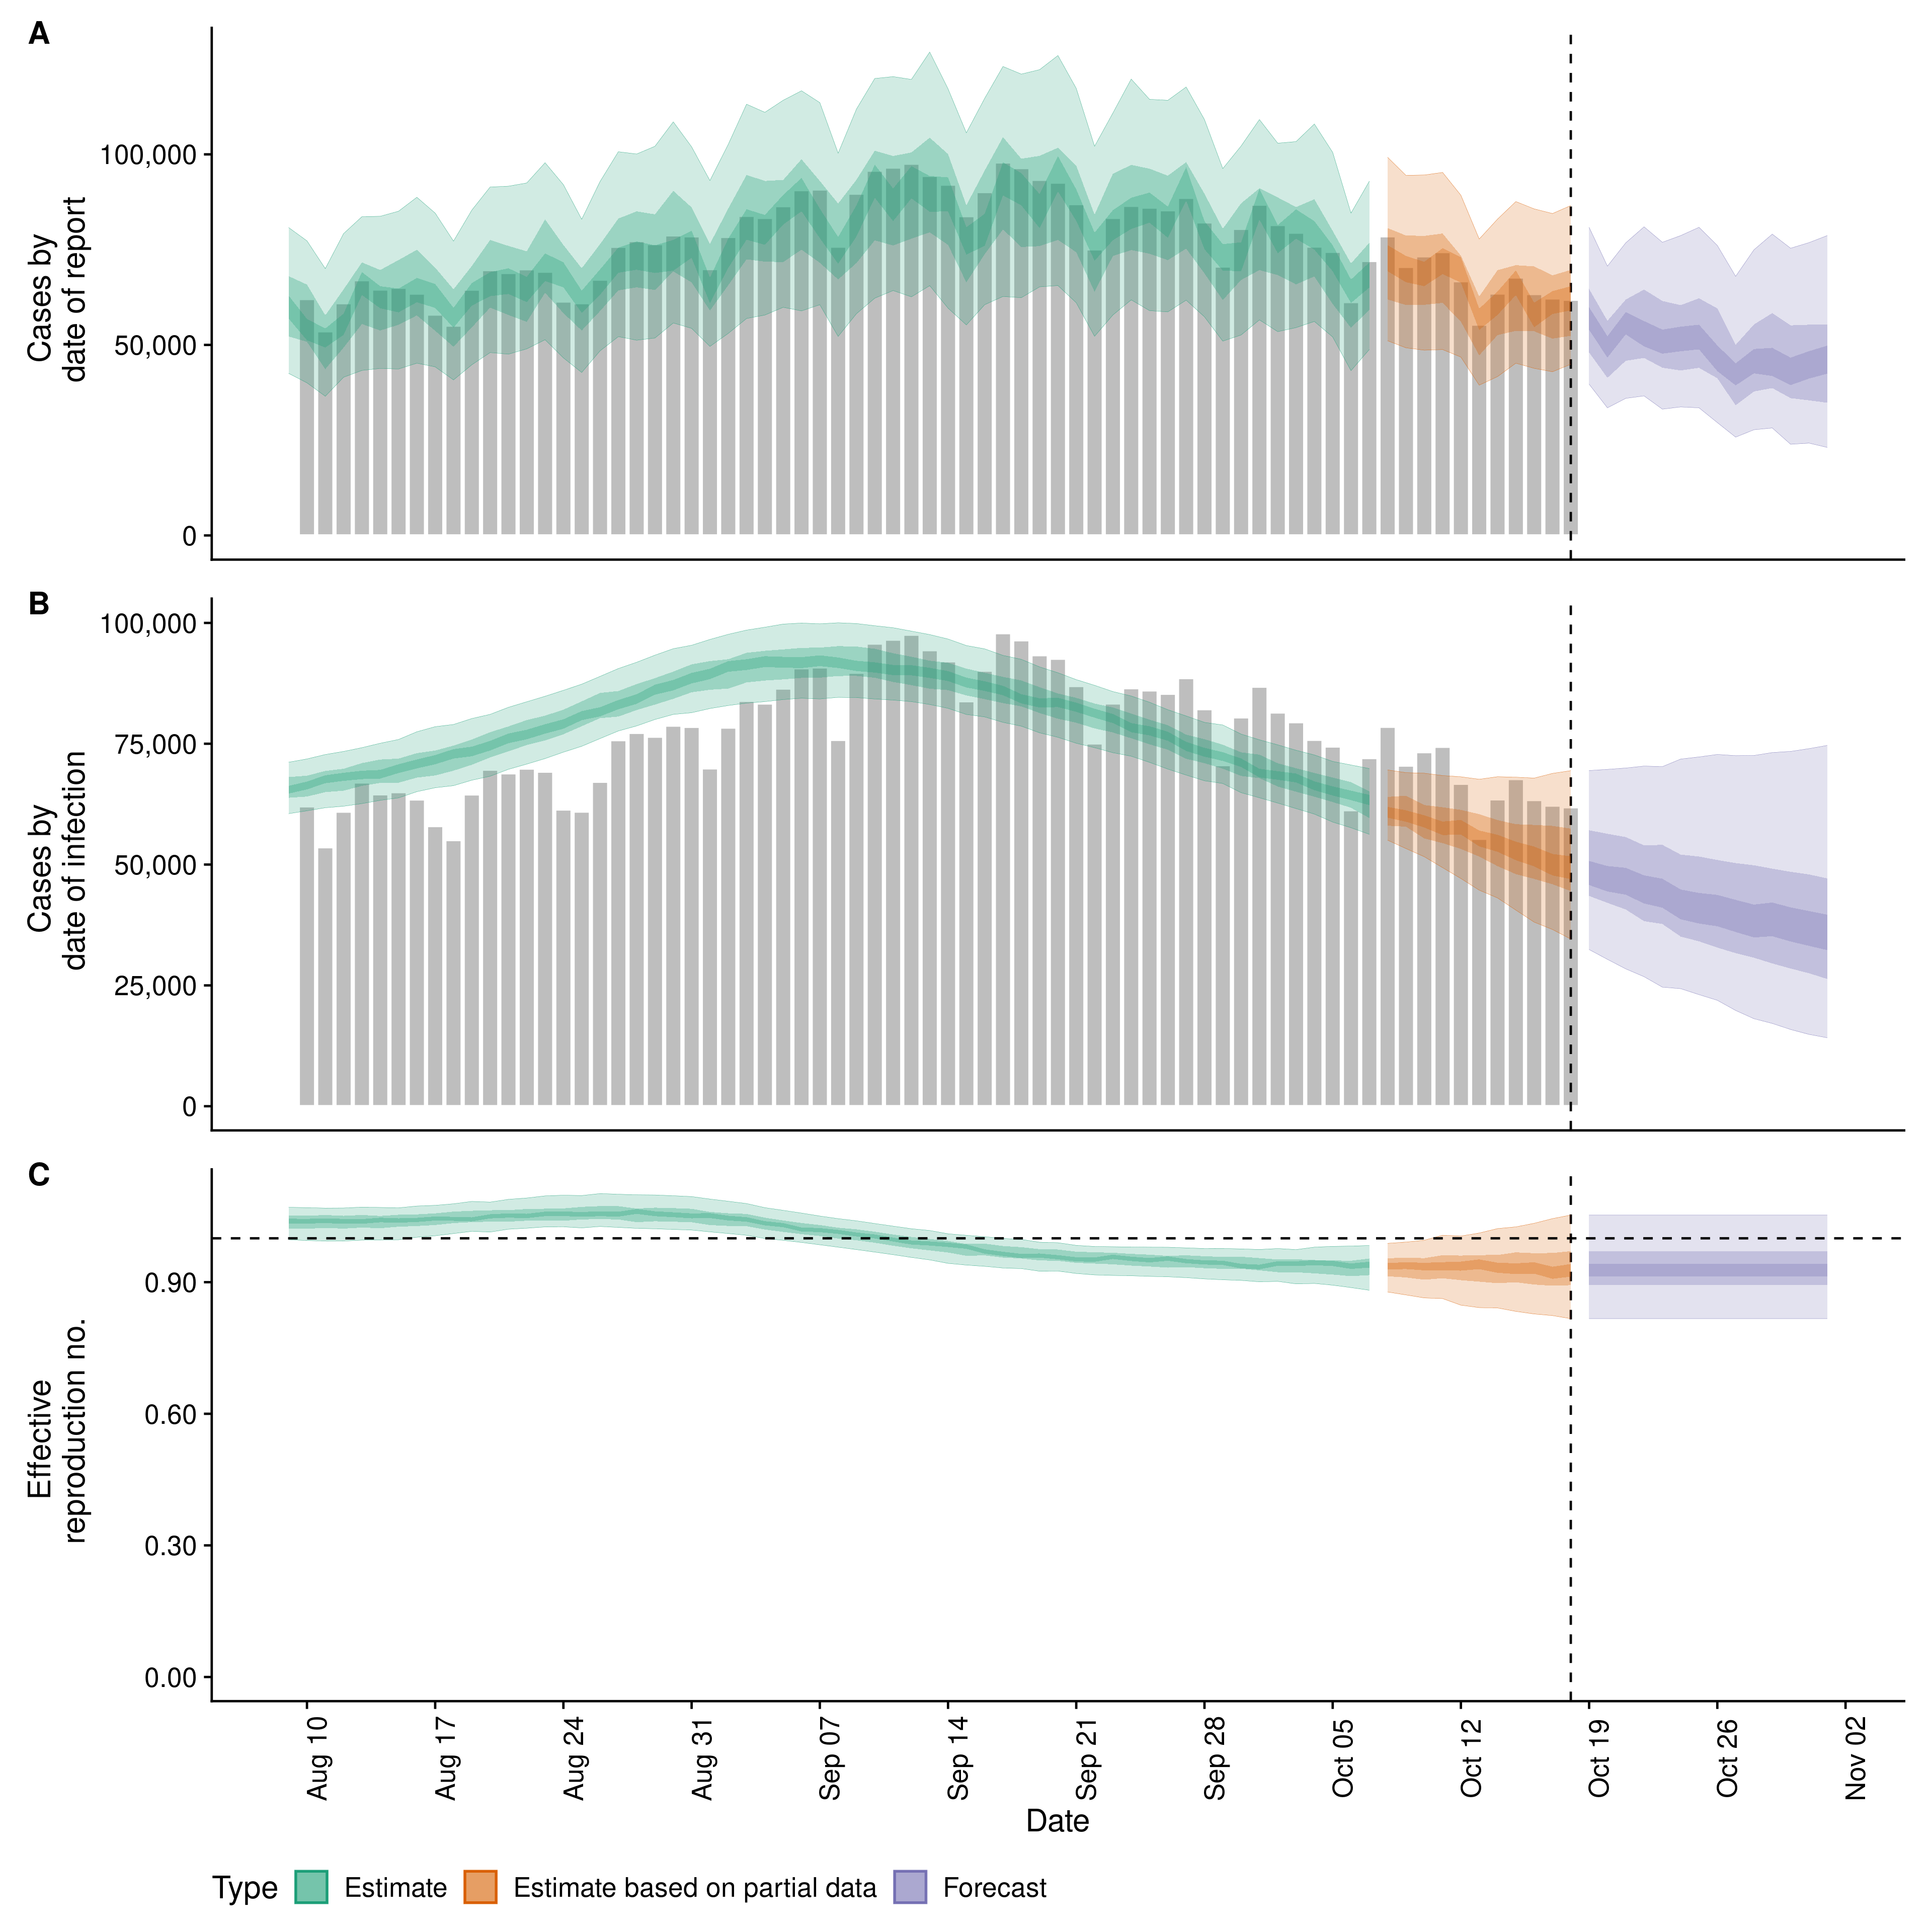 A
Cases by
date of report
100,000
50,000
0
B
Cases by
date of infection
100,000
75,000
50,000
25,000
0
C
Effective
reproduction no.
0.90
0.60
0.30
0.00
Aug 10
Aug 17
Aug 24
Aug 31
Sep 07
Sep 14
Sep 21
Sep 28
Oct 05
Oct 12
Oct 19
Oct 26
Nov 02
Date
Type
Estimate
Estimate based on partial data
Forecast